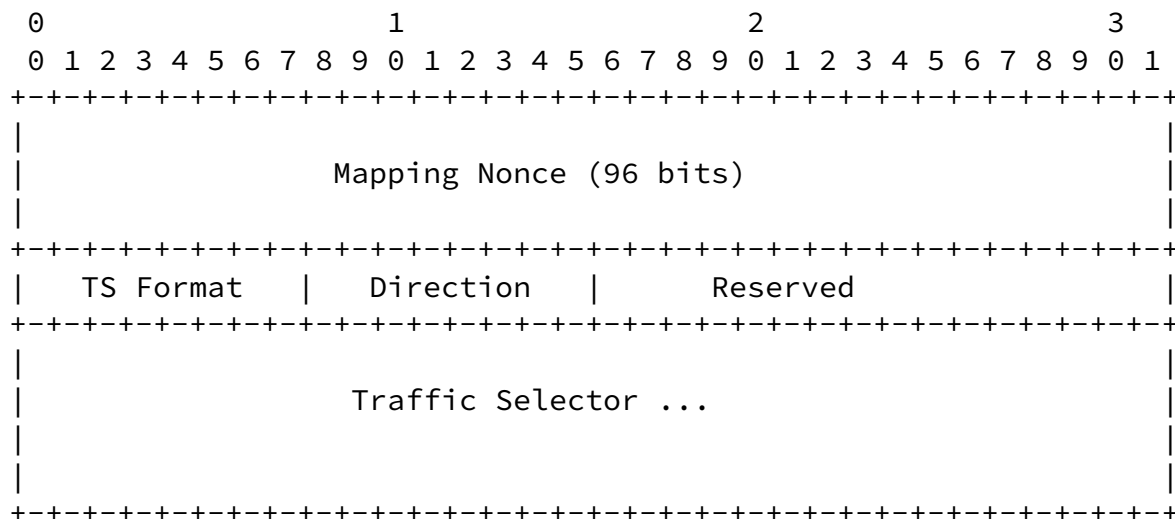 0                   1                   2                   3
0 1 2 3 4 5 6 7 8 9 0 1 2 3 4 5 6 7 8 9 0 1 2 3 4 5 6 7 8 9 0 1
+-+-+-+-+-+-+-+-+-+-+-+-+-+-+-+-+-+-+-+-+-+-+-+-+-+-+-+-+-+-+-+-+
|                                                               |
|                 Mapping Nonce (96 bits)                       |
|                                                               |
+-+-+-+-+-+-+-+-+-+-+-+-+-+-+-+-+-+-+-+-+-+-+-+-+-+-+-+-+-+-+-+-+
|   TS Format   |   Direction   |      Reserved                 |
+-+-+-+-+-+-+-+-+-+-+-+-+-+-+-+-+-+-+-+-+-+-+-+-+-+-+-+-+-+-+-+-+
|                                                               |
|                  Traffic Selector ...                         |
|                                                               |
|                                                               |
+-+-+-+-+-+-+-+-+-+-+-+-+-+-+-+-+-+-+-+-+-+-+-+-+-+-+-+-+-+-+-+-+